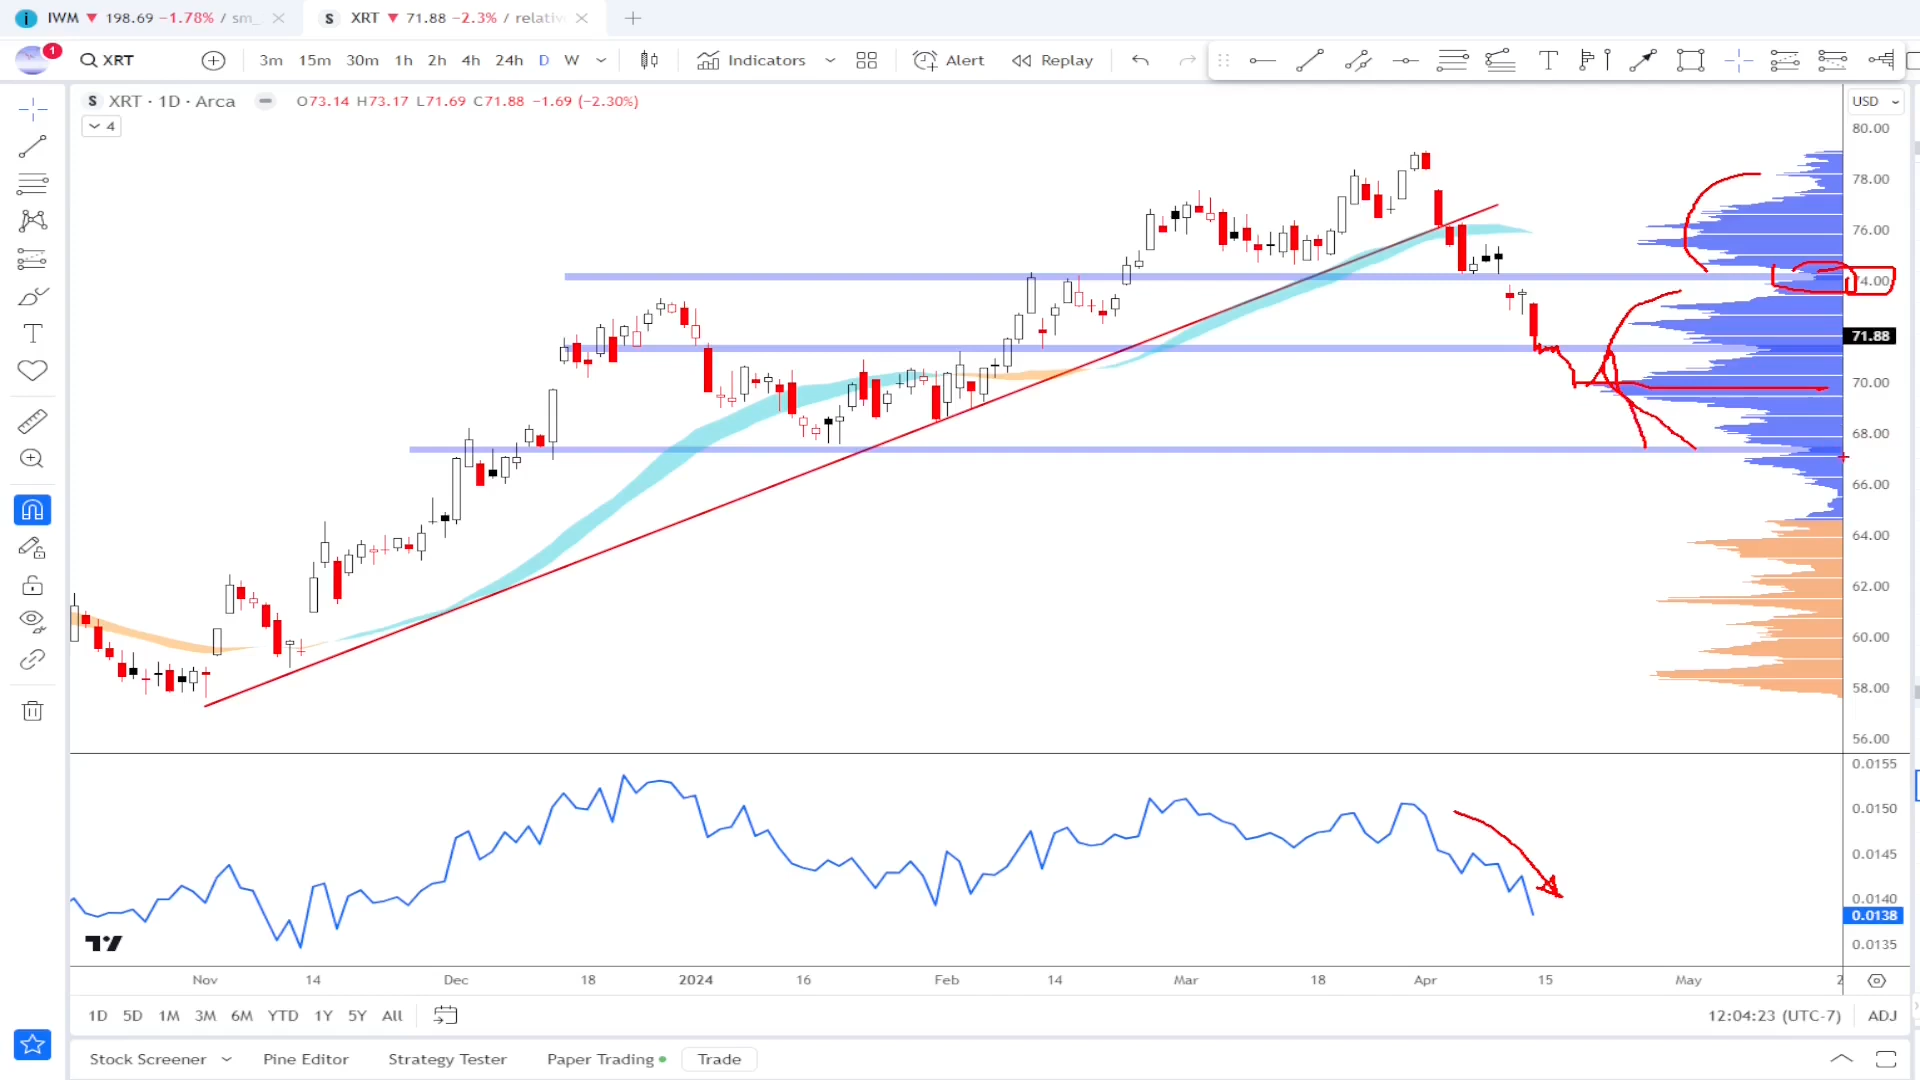 IWM ▼ 198.69 −1.78% / sm_
S XRT ▼ 71.88 −2.3% / relativ
1 XRT 3m 15m 30m 1h 2h 4h 24h D W Indicators Alert Replay
S XRT · 1D · Arca O73.14 H73.17 L71.69 C71.88 −1.69 (−2.30%)
4
USD
80.00
78.00
76.00
74.00
71.88
70.00
68.00
66.00
64.00
62.00
60.00
58.00
56.00
0.0155
0.0150
0.0145
0.0140
0.0138
0.0135
Nov 14 Dec 18 2024 16 Feb 14 Mar 18 Apr 15 May 2
1D 5D 1M 3M 6M YTD 1Y 5Y All 12:04:23 (UTC-7) ADJ
Stock Screener Pine Editor Strategy Tester Paper Trading Trade